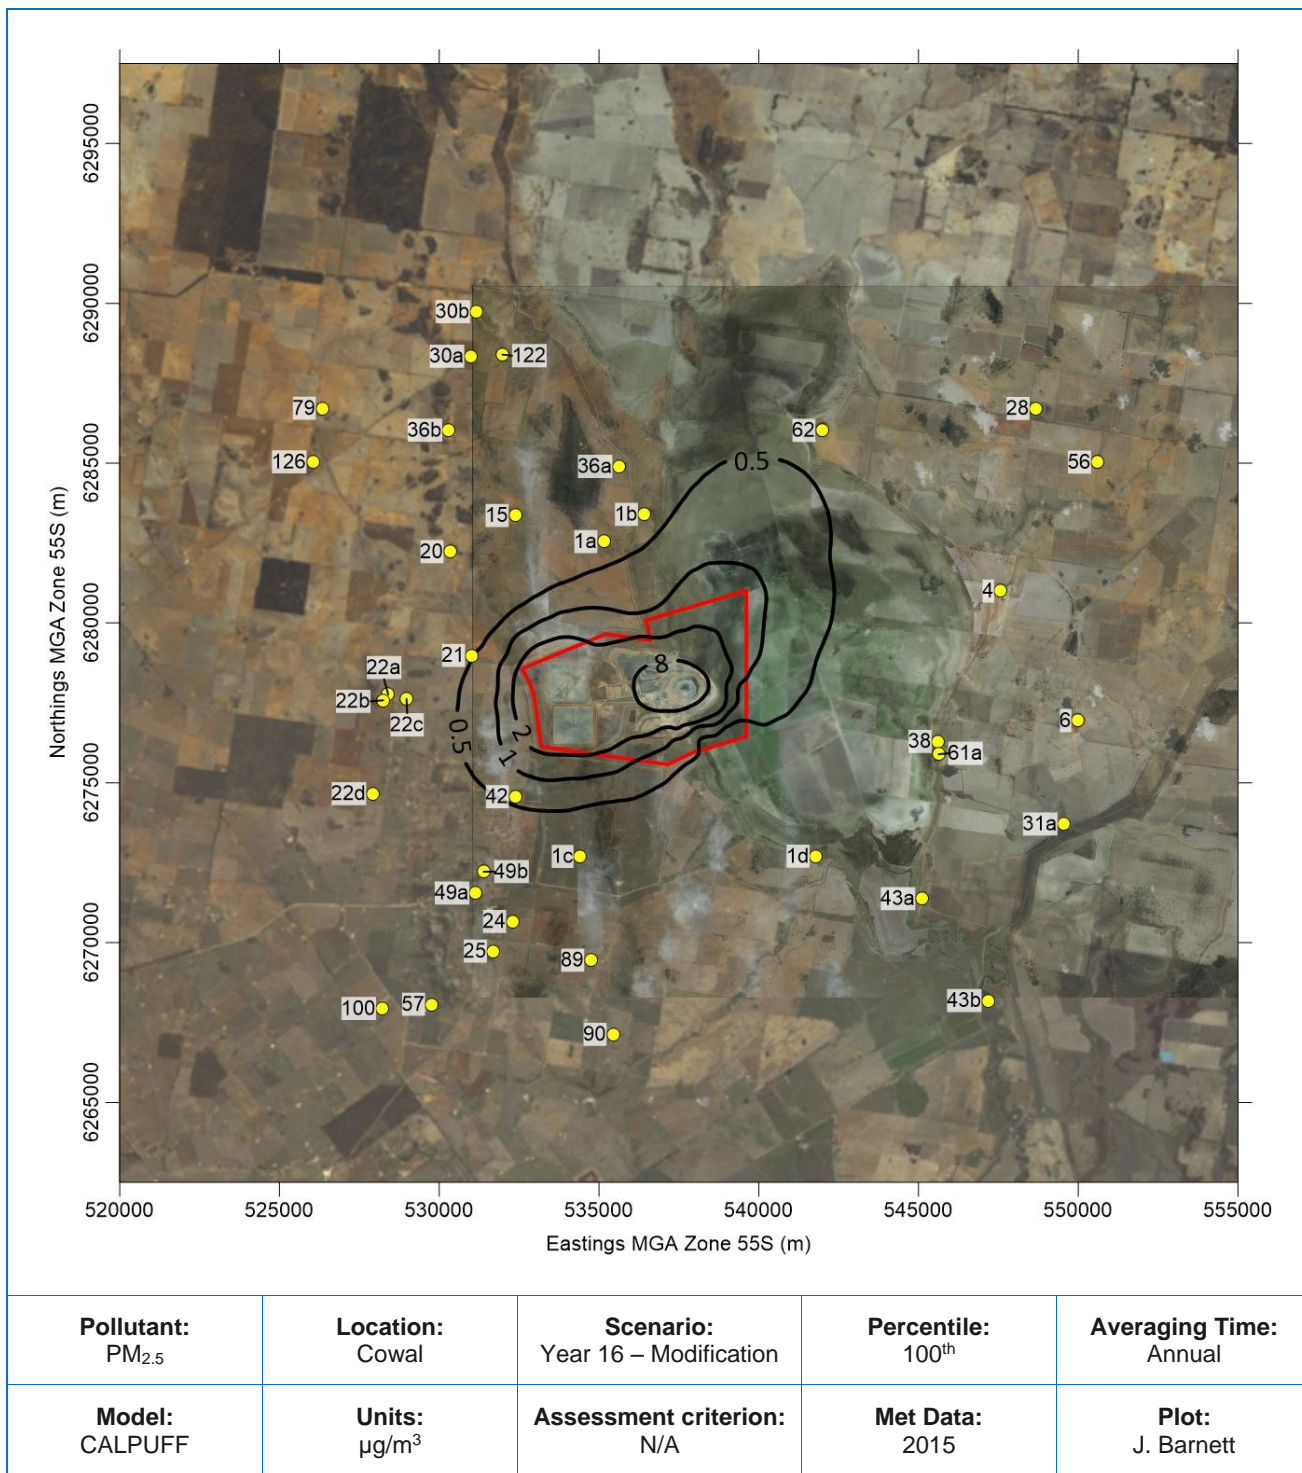 6295000
6290000
6285000
6280000
6275000
6270000
6265000
Northings MGA Zone 55S (m)
30b
30a
122
79
36b
126
36a
62
28
56
0.5
15
1b
1a
20
4
21
22a
22b
22c
8
0.5
2
1
6
38
61a
22d
42
31a
1c
1d
49b
49a
43a
24
25
89
43b
100
57
90
520000 525000 530000 535000 540000 545000 550000 555000
Eastings MGA Zone 55S (m)
Pollutant:
PM2.5
Location:
Cowal
Scenario:
Year 16 – Modification
Percentile:
100th
Averaging Time:
Annual
Model:
CALPUFF
Units:
µg/m³
Assessment criterion:
N/A
Met Data:
2015
Plot:
J. Barnett